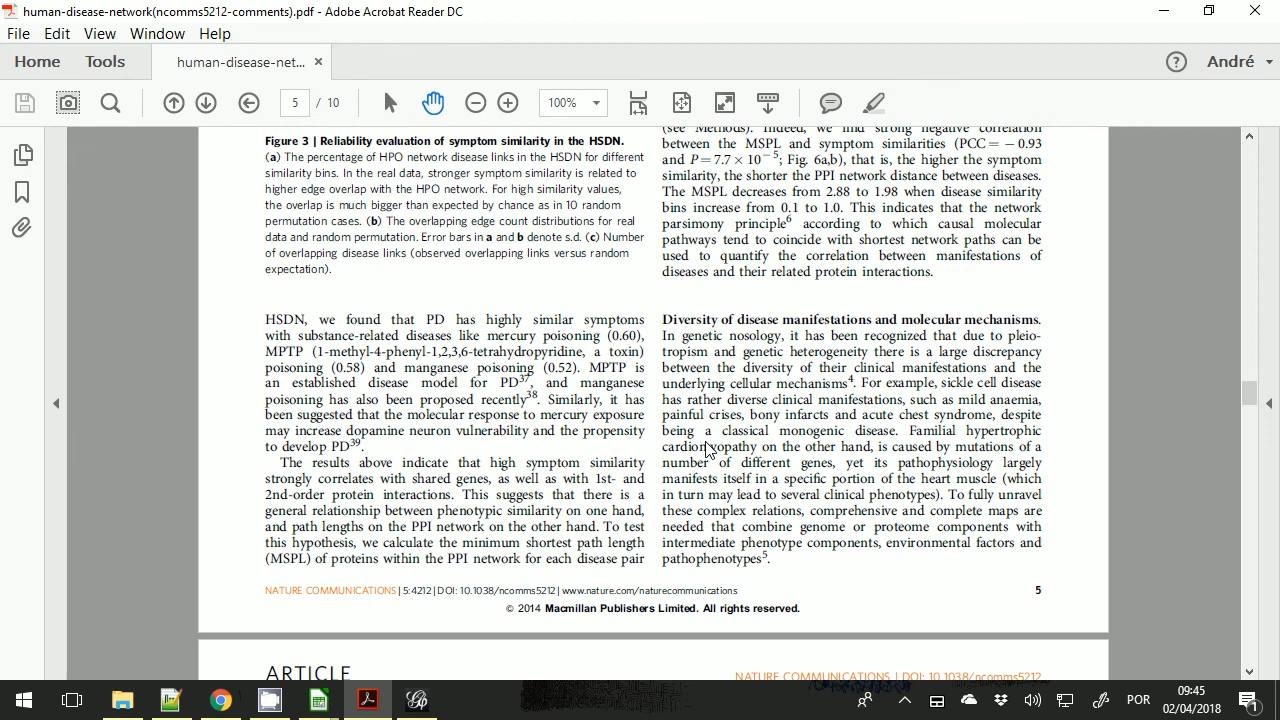 human-disease-network(ncomms5212-comments).pdf - Adobe Acrobat Reader DC
File Edit View Window Help
Home Tools human-disease-net... × André
5 / 10 100%
Figure 3 | Reliability evaluation of symptom similarity in the HSDN.
(a) The percentage of HPO network disease links in the HSDN for different
similarity bins. In the real data, stronger symptom similarity is related to
higher edge overlap with the HPO network. For high similarity values,
the overlap is much bigger than expected by chance as in 10 random
permutation cases. (b) The overlapping edge count distributions for real
data and random permutation. Error bars in a and b denote s.d. (c) Number
of overlapping disease links (observed overlapping links versus random
expectation).
HSDN, we found that PD has highly similar symptoms
with substance-related diseases like mercury poisoning (0.60),
MPTP (1-methyl-4-phenyl-1,2,3,6-tetrahydropyridine, a toxin)
poisoning (0.58) and manganese poisoning (0.52). MPTP is
an established disease model for PD37, and manganese
poisoning has also been proposed recently38. Similarly, it has
been suggested that the molecular response to mercury exposure
may increase dopamine neuron vulnerability and the propensity
to develop PD39.
The results above indicate that high symptom similarity
strongly correlates with shared genes, as well as with 1st- and
2nd-order protein interactions. This suggests that there is a
general relationship between phenotypic similarity on one hand,
and path lengths on the PPI network on the other hand. To test
this hypothesis, we calculate the minimum shortest path length
(MSPL) of proteins within the PPI network for each disease pair
(see Methods). Indeed, we find strong negative correlation
between the MSPL and symptom similarities (PCC = − 0.93
and P = 7.7 × 10−5; Fig. 6a,b), that is, the higher the symptom
similarity, the shorter the PPI network distance between diseases.
The MSPL decreases from 2.88 to 1.98 when disease similarity
bins increase from 0.1 to 1.0. This indicates that the network
parsimony principle6 according to which causal molecular
pathways tend to coincide with shortest network paths can be
used to quantify the correlation between manifestations of
diseases and their related protein interactions.
Diversity of disease manifestations and molecular mechanisms.
In genetic nosology, it has been recognized that due to pleio-
tropism and genetic heterogeneity there is a large discrepancy
between the diversity of their clinical manifestations and the
underlying cellular mechanisms4. For example, sickle cell disease
has rather diverse clinical manifestations, such as mild anaemia,
painful crises, bony infarcts and acute chest syndrome, despite
being a classical monogenic disease. Familial hypertrophic
cardiomyopathy on the other hand, is caused by mutations of a
number of different genes, yet its pathophysiology largely
manifests itself in a specific portion of the heart muscle (which
in turn may lead to several clinical phenotypes). To fully unravel
these complex relations, comprehensive and complete maps are
needed that combine genome or proteome components with
intermediate phenotype components, environmental factors and
pathophenotypes5.
NATURE COMMUNICATIONS | 5:4212 | DOI: 10.1038/ncomms5212 | www.nature.com/naturecommunications 5
© 2014 Macmillan Publishers Limited. All rights reserved.
ARTICLE NATURE COMMUNICATIONS | DOI: 10.1038/ncomms5212
POR 09:45
02/04/2018 1